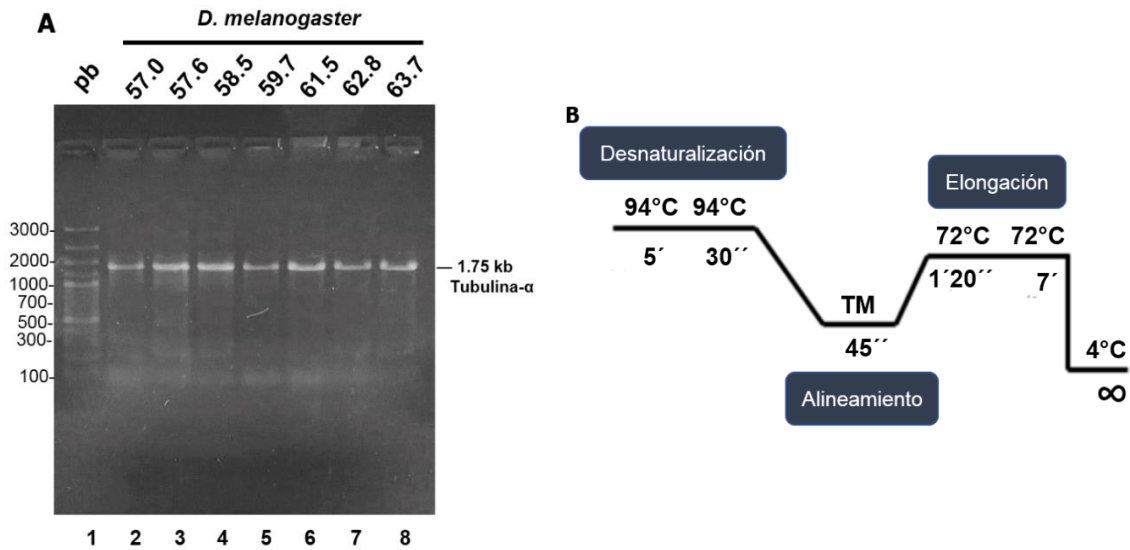 A
D. melanogaster
pb
57.0
57.6
58.5
59.7
61.5
62.8
63.7
3000-
2000-
1000-
700-
500-
300-
100-
— 1.75 kb
Tubulina-α
1 2 3 4 5 6 7 8
B
Desnaturalización
94°C 94°C
5´ 30´´
TM
45´´
Alineamiento
Elongación
72°C 72°C
1´20´´ 7´
4°C
∞